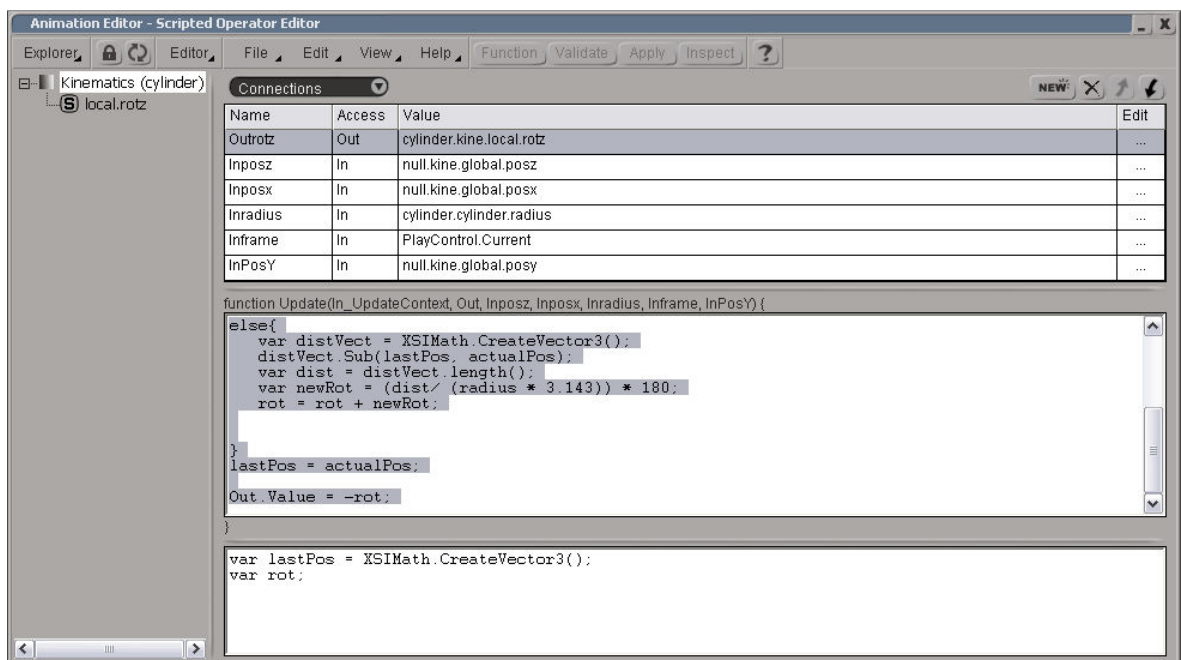 Animation Editor - Scripted Operator Editor
Explorer Editor File Edit View Help Function Validate Apply Inspect ?
Kinematics (cylinder)
S local.rotz
Connections NEW
Name Access Value Edit
Outrotz Out cylinder.kine.local.rotz ...
Inposz In null.kine.global.posz ...
Inposx In null.kine.global.posx ...
Inradius In cylinder.cylinder.radius ...
Inframe In PlayControl.Current ...
InPosY In null.kine.global.posy ...
function Update(In_UpdateContext, Out, Inposz, Inposx, Inradius, Inframe, InPosY) {
else{
var distVect = XSIMath.CreateVector3();
distVect.Sub(lastPos, actualPos);
var dist = distVect.length();
var newRot = (dist/ (radius * 3.143)) * 180;
rot = rot + newRot;
}
lastPos = actualPos;
Out.Value = -rot;
}
var lastPos = XSIMath.CreateVector3();
var rot;